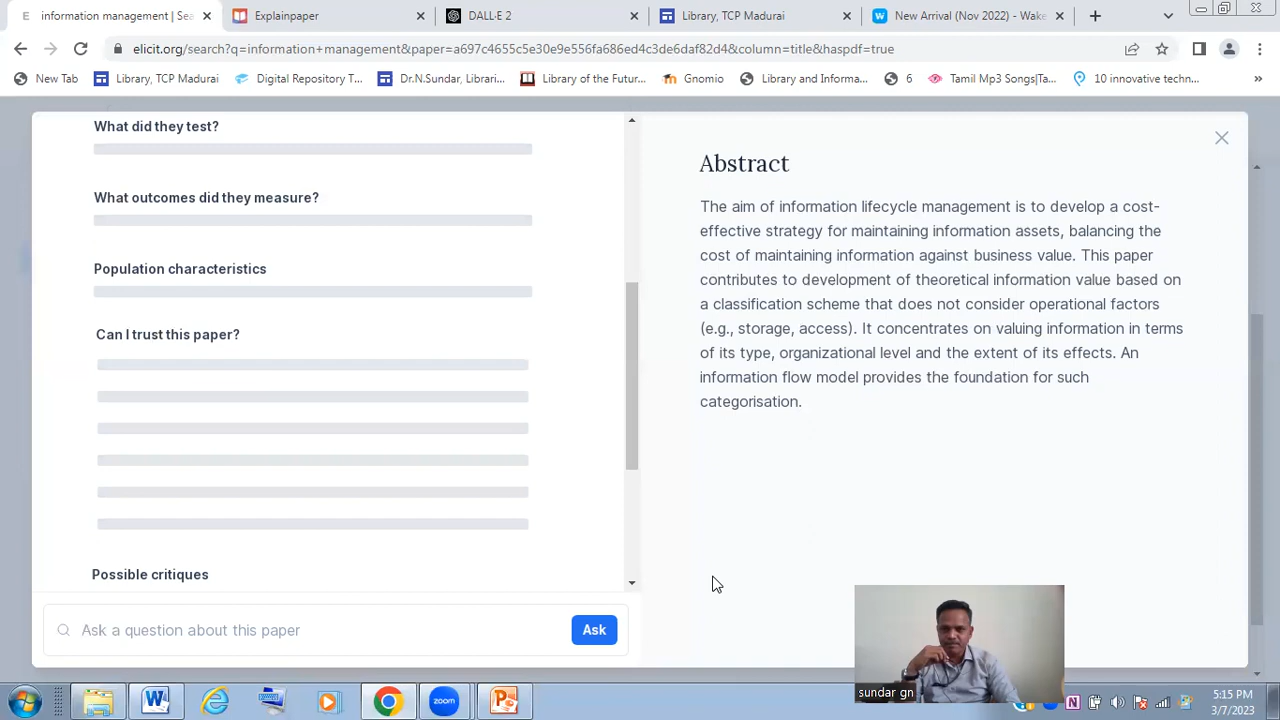 information management | Sea
Explainpaper
DALL·E 2
Library, TCP Madurai
New Arrival (Nov 2022) - Wake
elicit.org/search?q=information+management&paper=a697c4655c5e30e9e556fa686ed4c3de6daf82d4&column=title&haspdf=true
New Tab
Library, TCP Madurai
Digital Repository T...
Dr.N.Sundar, Librari...
Library of the Futur...
Gnomio
Library and Informa...
6
Tamil Mp3 Songs|Ta...
10 innovative techn...
»
What did they test?
What outcomes did they measure?
Population characteristics
Can I trust this paper?
Possible critiques
Ask a question about this paper
Ask
Abstract
The aim of information lifecycle management is to develop a cost-
effective strategy for maintaining information assets, balancing the
cost of maintaining information against business value. This paper
contributes to development of theoretical information value based on
a classification scheme that does not consider operational factors
(e.g., storage, access). It concentrates on valuing information in terms
of its type, organizational level and the extent of its effects. An
information flow model provides the foundation for such
categorisation.
sundar gn
zoom
5:15 PM
3/7/2023